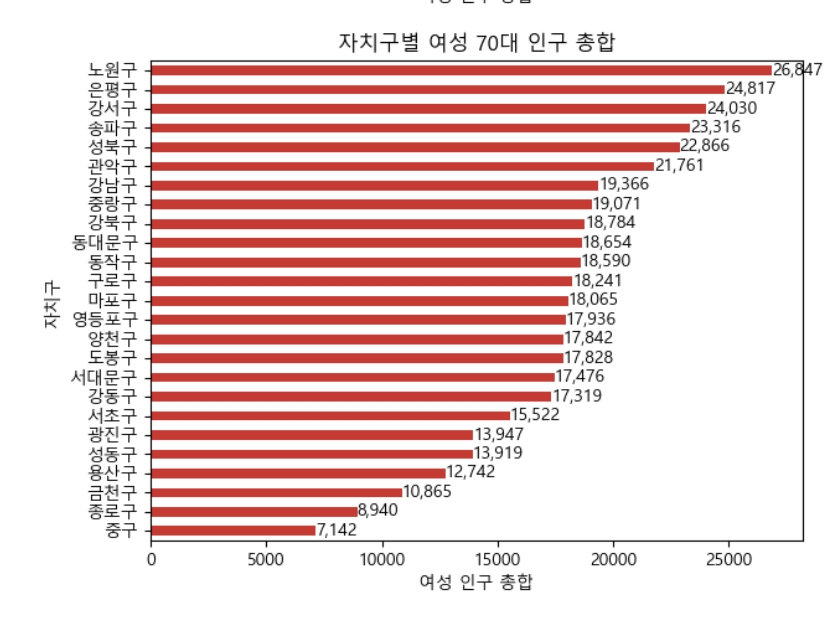 자치구별 여성 70대 인구 총합
노원구 26,847
은평구 24,817
강서구 24,030
송파구 23,316
성북구 22,866
관악구 21,761
강남구 19,366
중랑구 19,071
강북구 18,784
동대문구 18,654
동작구 18,590
구로구 18,241
마포구 18,065
자치구
영등포구 17,936
양천구 17,842
도봉구 17,828
서대문구 17,476
강동구 17,319
서초구 15,522
광진구 13,947
성동구 13,919
용산구 12,742
금천구 10,865
종로구 8,940
중구 7,142
0 5000 10000 15000 20000 25000
여성 인구 총합